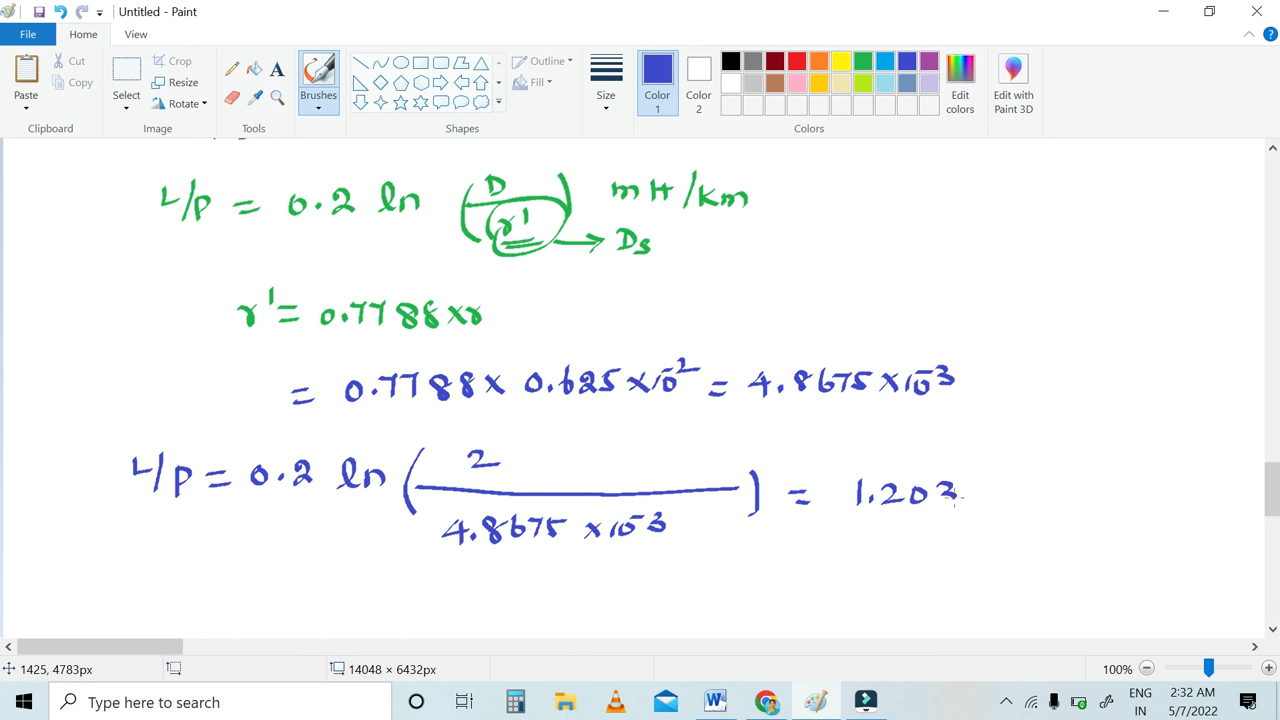 Untitled - Paint
File Home View
Paste Cut Copy Clipboard
Select Crop Resize Rotate Image
Tools
Brushes
Outline Fill Shapes
Size
Color 1 Color 2 Edit colors Colors
Edit with Paint 3D
L/P = 0.2 ln (D/r') mH/km
→ Ds
r' = 0.7788×r
= 0.7788× 0.625×10⁻² = 4.8675×10⁻³
L/P = 0.2 ln (2 / 4.8675×10⁻³) = 1.203
1425, 4783px 14048 × 6432px 100%
Type here to search
ENG IN
2:32 AM
5/7/2022